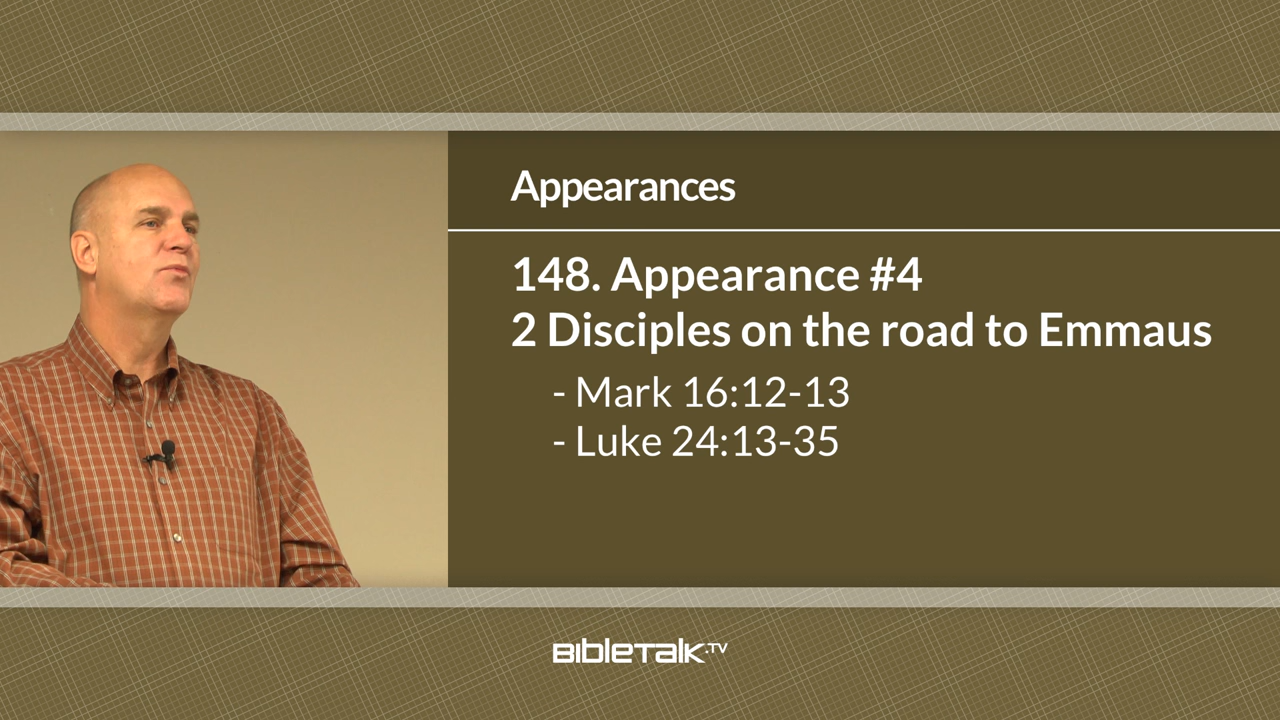 Appearances
148. Appearance #4
2 Disciples on the road to Emmaus
- Mark 16:12-13
- Luke 24:13-35
BibleTalk.TV